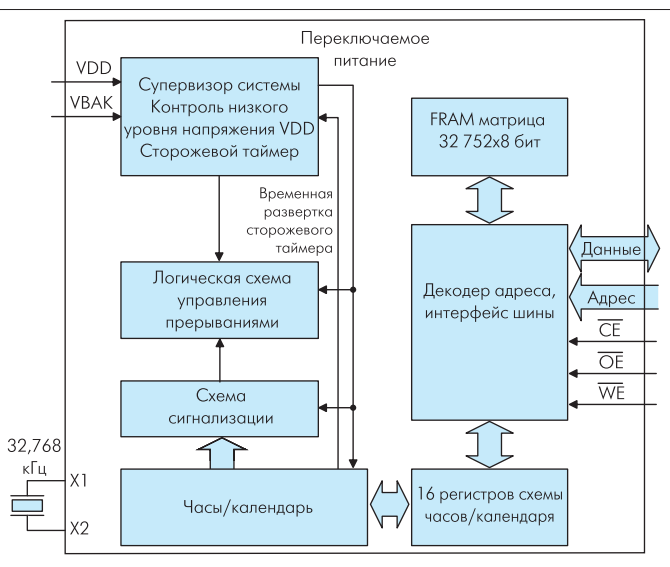 Переключаемое
питание
VDD
VBAK
Супервизор системы
Контроль низкого
уровня напряжения VDD
Сторожевой таймер
FRAM матрица
32 752x8 бит
Временная
развертка
сторожевого
таймера
Логическая схема
управления
прерываниями
Декодер адреса,
интерфейс шины
Данные
Адрес
CE
OE
WE
Схема
сигнализации
32,768
кГц
X1
X2
Часы/календарь
16 регистров схемы
часов/календаря